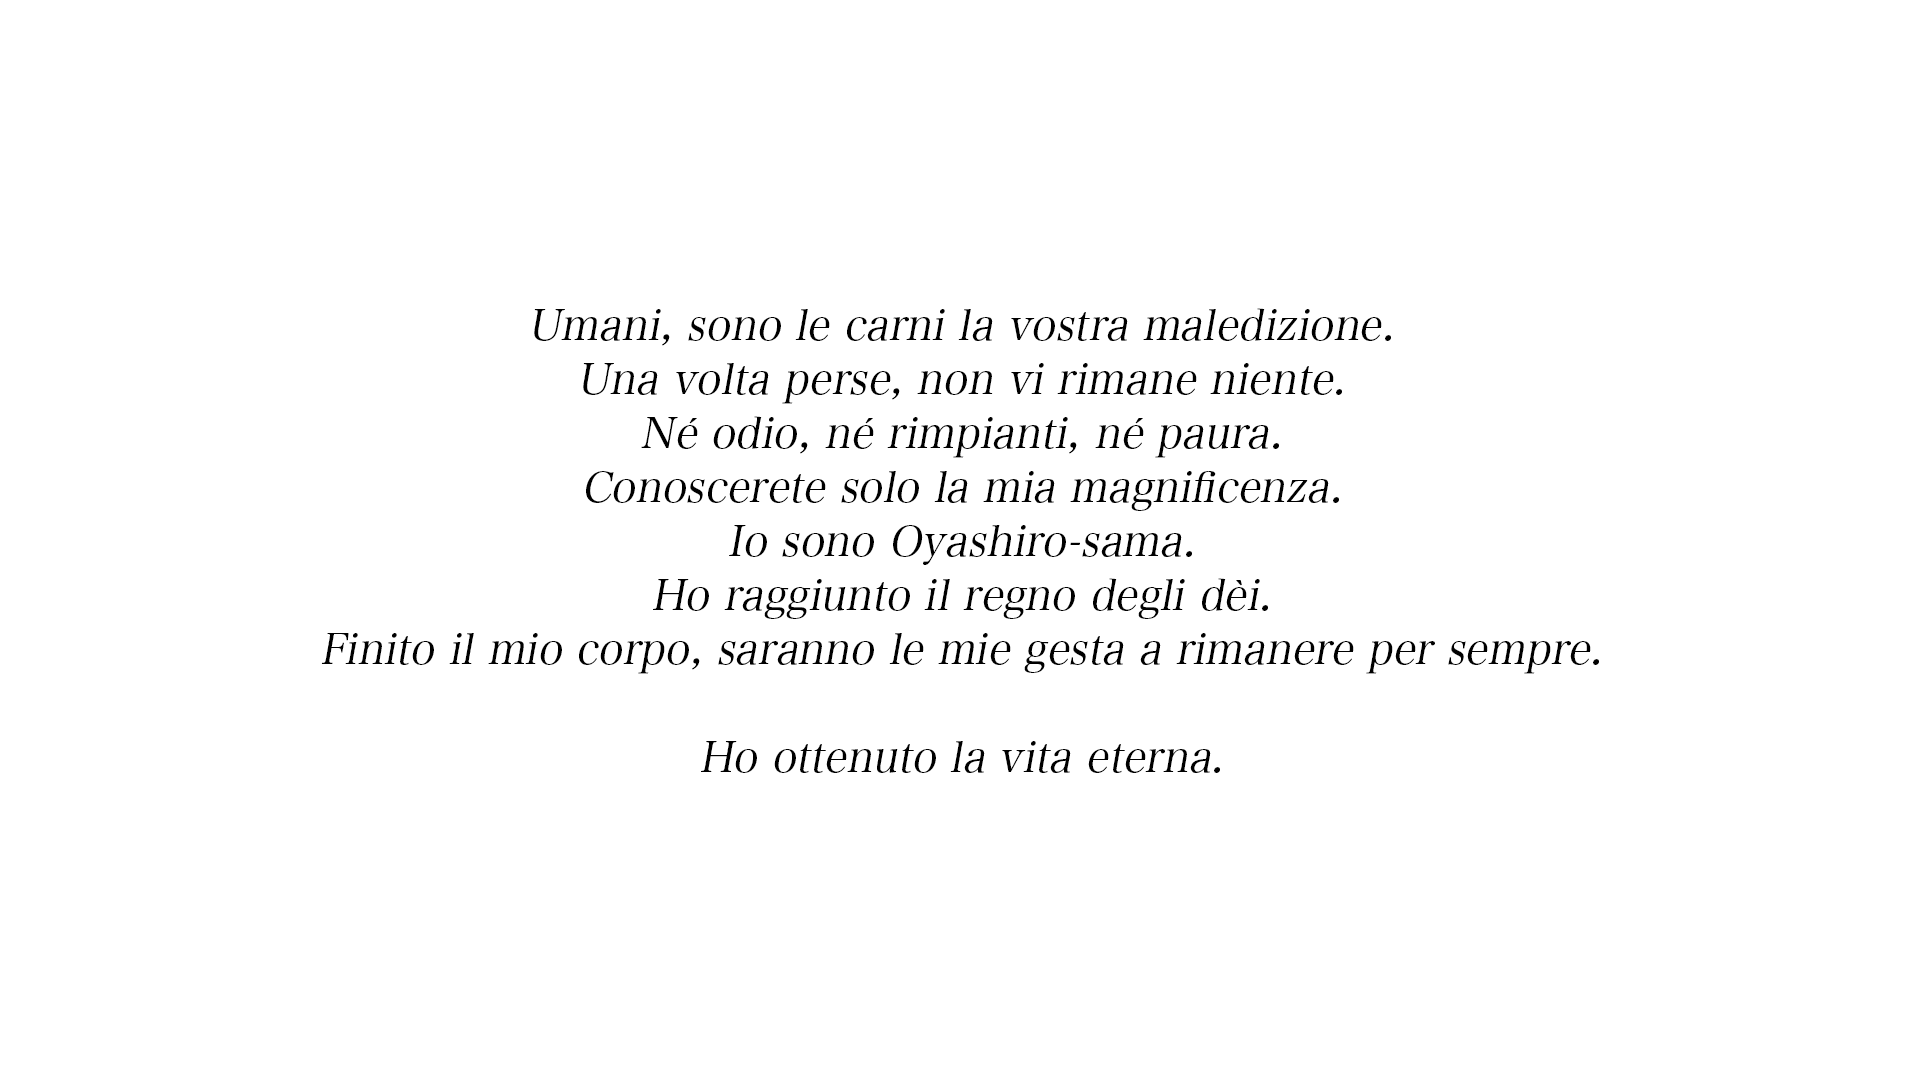 Umani, sono le carni la vostra maledizione.
Una volta perse, non vi rimane niente.
Né odio, né rimpianti, né paura.
Conoscerete solo la mia magnificenza.
Io sono Oyashiro-sama.
Ho raggiunto il regno degli dèi.
Finito il mio corpo, saranno le mie gesta a rimanere per sempre.
Ho ottenuto la vita eterna.